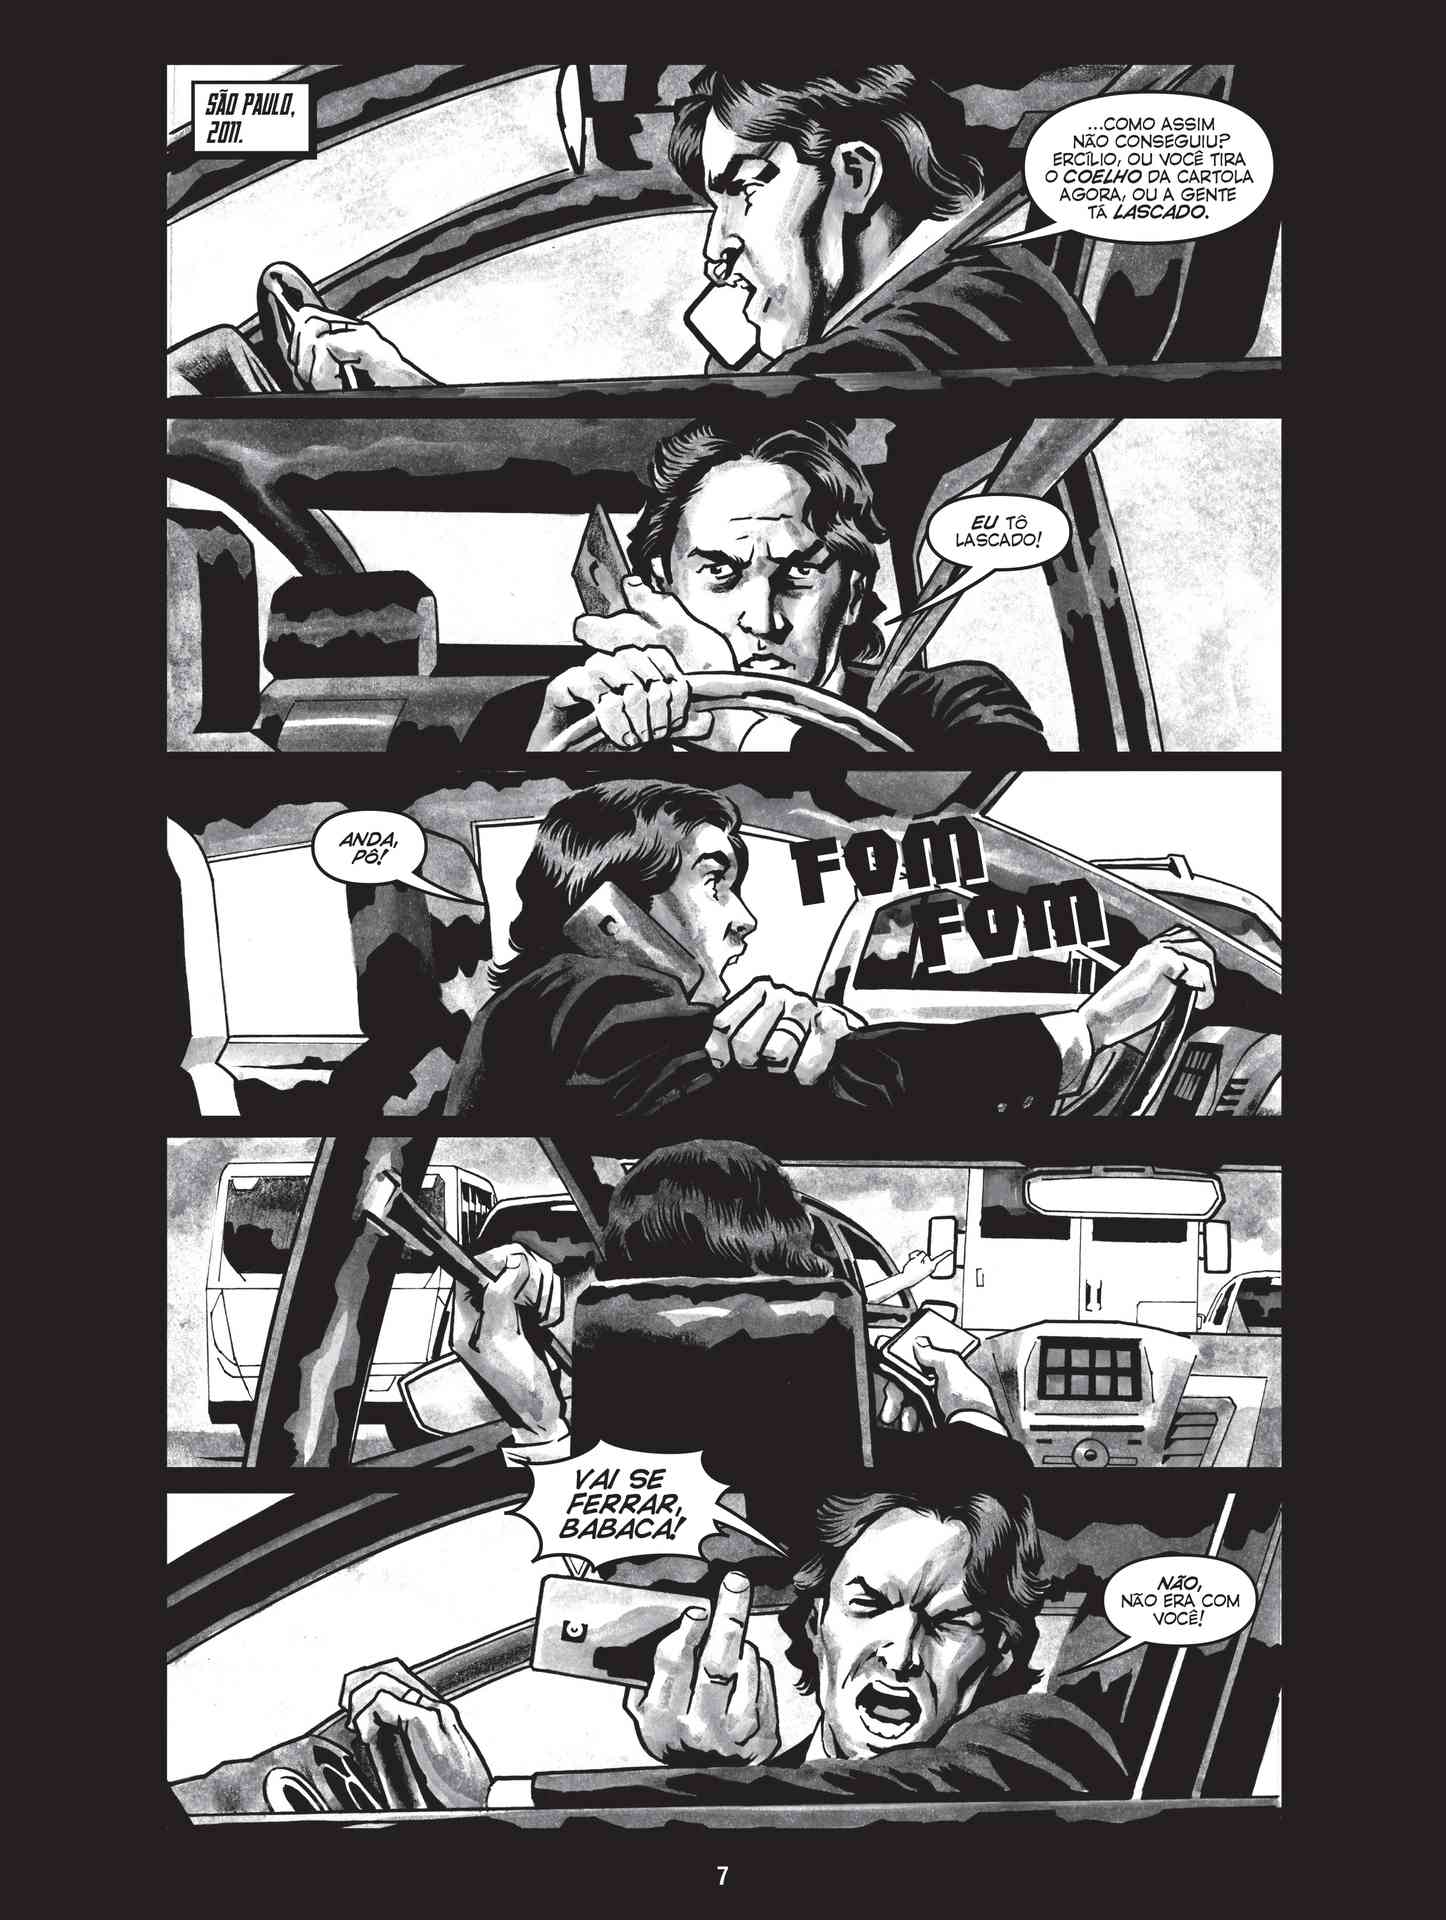 SÃO PAULO,
2011.
...COMO ASSIM
NÃO CONSEGUIU?
ERCÍLIO, OU VOCÊ TIRA
O COELHO DA CARTOLA
AGORA, OU A GENTE
TÁ LASCADO.
EU TÔ
LASCADO!
ANDA,
PÔ!
FOM
FOM
VAI SE
FERRAR,
BABACA!
NÃO,
NÃO ERA COM
VOCÊ!
7